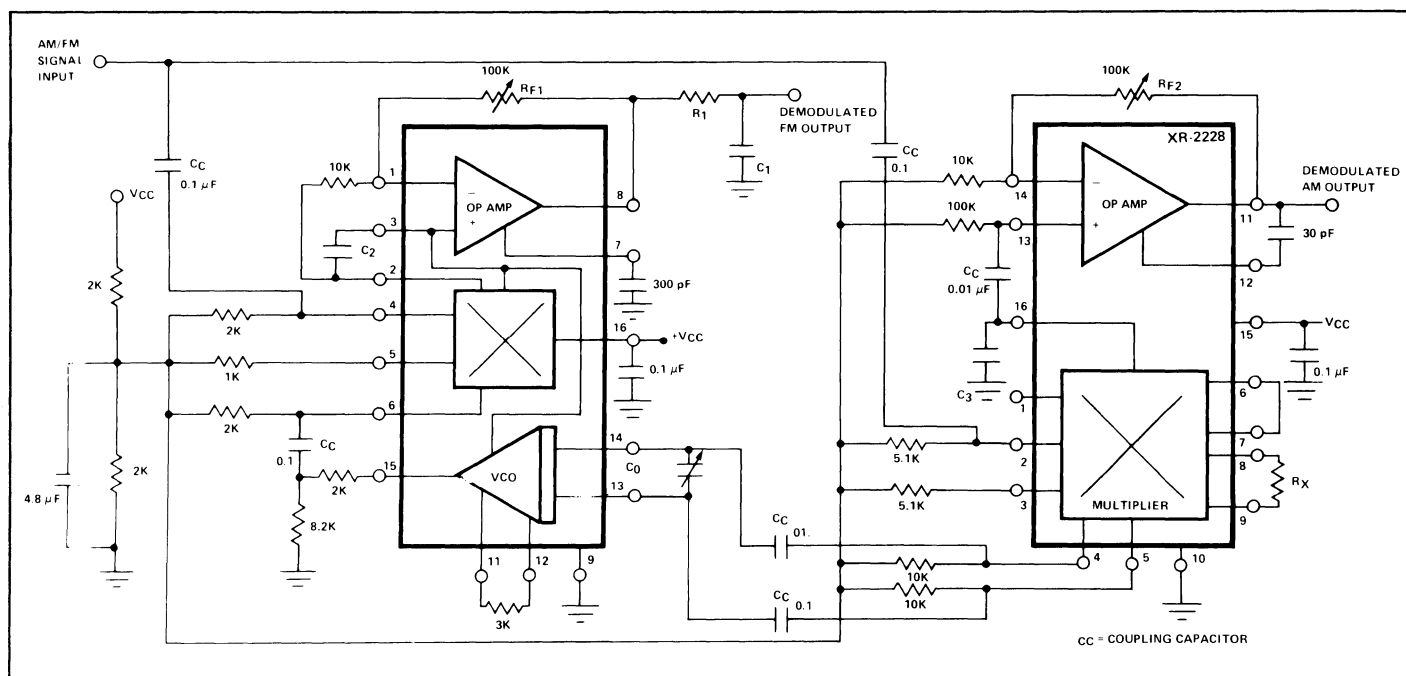 AM/FM
SIGNAL
INPUT
100K
RF1
R1
DEMODULATED
FM OUTPUT
C1
CC
0.1 µF
VCC
10K
1
3
C2
2
OP AMP
−
+
8
7
300 pF
2K
4
2K
5
1K
16
+VCC
0.1 µF
6
2K
CC
0.1
15
2K
VCO
14
C0
13
4.8 µF
2K
8.2K
11
12
9
3K
CC
0.1
100K
RF2
XR-2228
10K
14
−
OP AMP
11
DEMODULATED
AM OUTPUT
100K
13
+
30 pF
12
CC
0.01 µF
16
VCC
15
0.1 µF
C3
1
6
7
5.1K
2
8
RX
5.1K
3
MULTIPLIER
9
CC
01.
4
5
10
10K
10K
CC
0.1
CC = COUPLING CAPACITOR